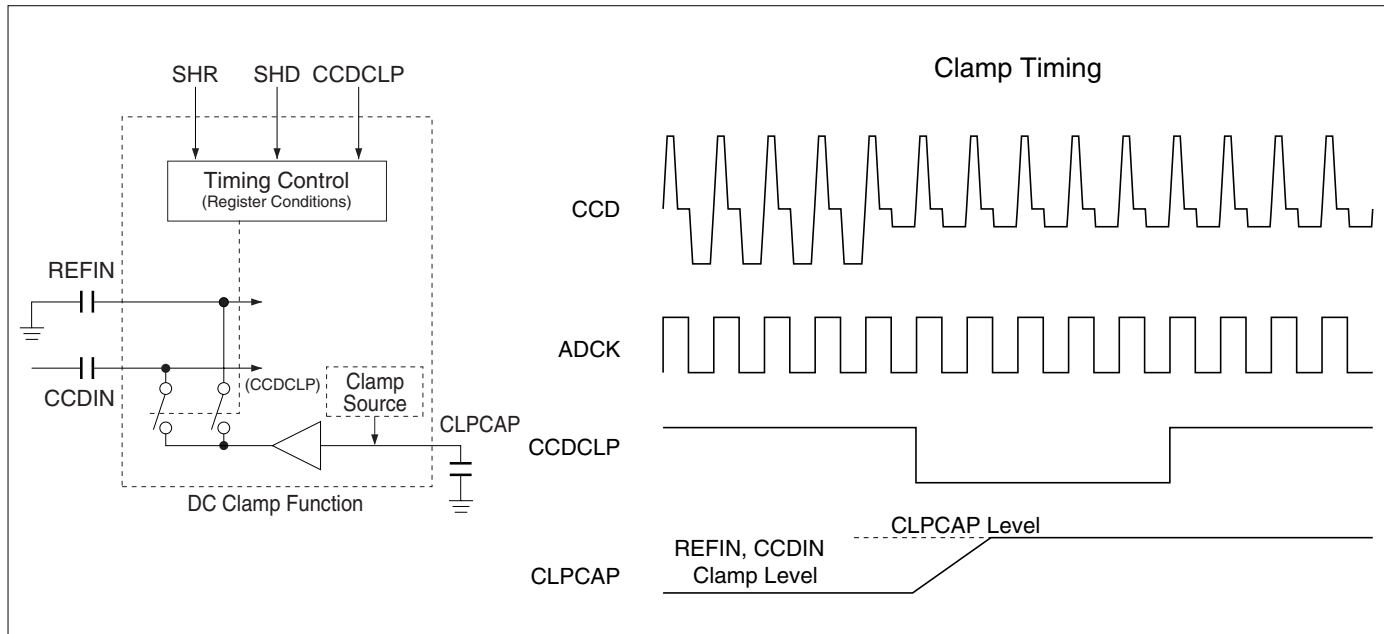 SHR SHD CCDCLP
Timing Control
(Register Conditions)
REFIN
CCDIN
(CCDCLP)
Clamp
Source
CLPCAP
DC Clamp Function
Clamp Timing
CCD
ADCK
CCDCLP
CLPCAP Level
REFIN, CCDIN
Clamp Level
CLPCAP